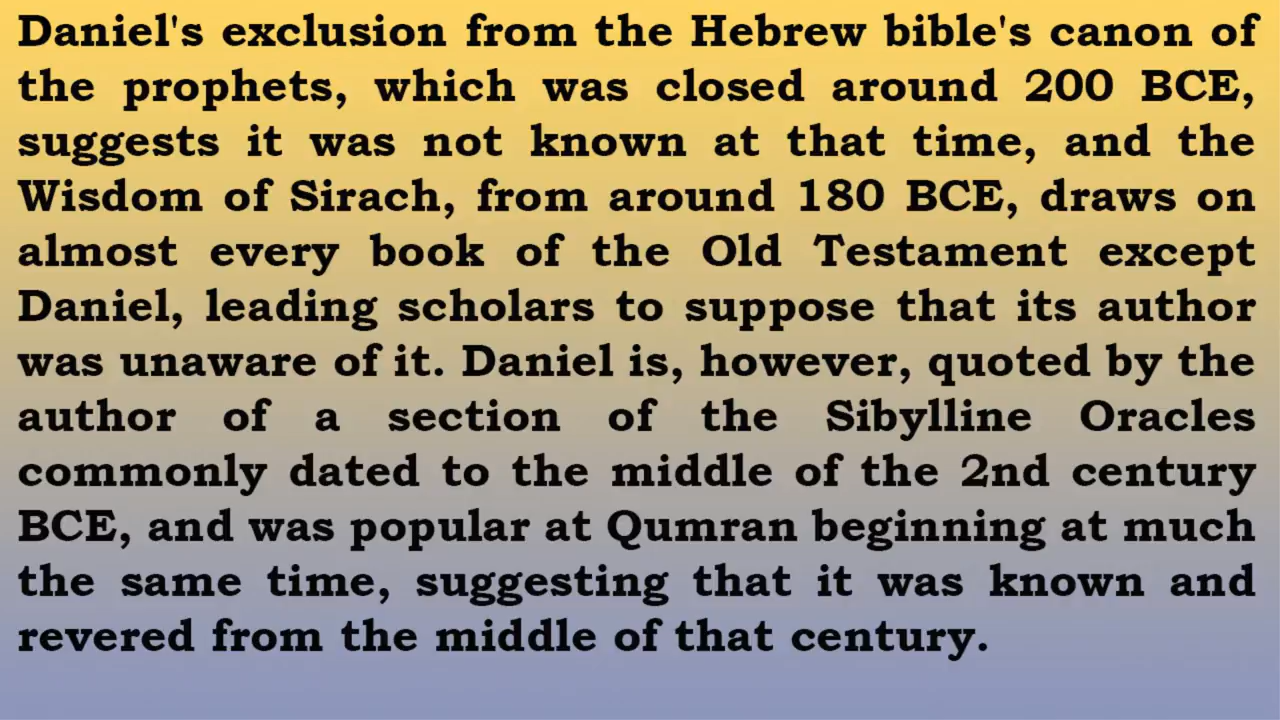 Daniel's exclusion from the Hebrew bible's canon of
the prophets, which was closed around 200 BCE,
suggests it was not known at that time, and the
Wisdom of Sirach, from around 180 BCE, draws on
almost every book of the Old Testament except
Daniel, leading scholars to suppose that its author
was unaware of it. Daniel is, however, quoted by the
author of a section of the Sibylline Oracles
commonly dated to the middle of the 2nd century
BCE, and was popular at Qumran beginning at much
the same time, suggesting that it was known and
revered from the middle of that century.